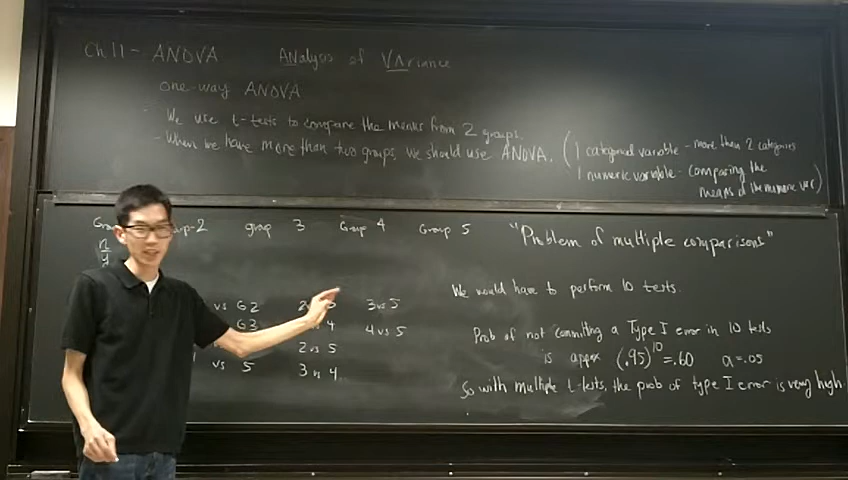 Ch 11 - ANOVA ANalysis of VAriance
one-way ANOVA
- We use t-tests to compare the means from 2 groups.
- When we have more than two groups, we should use ANOVA. (1 categorical variable - more than 2 categories
1 numeric variable - comparing the
means of the numeric var)
group 3 Group 4 Group 5 "Problem of multiple comparisons"
We would have to perform 10 tests.
vs G2 3 vs 5
G3 4 4 vs 5
2 vs 5
vs 5 3 vs 4
Prob of not committing a Type I error in 10 tests
is appox (.95)^10 = .60 α = .05
So with multiple t-tests, the prob of type I error is very high.